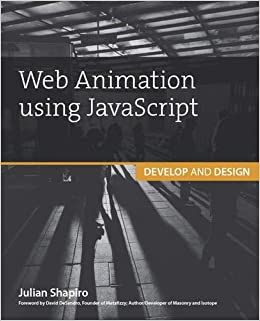 Web Animation
using JavaScript
DEVELOP AND DESIGN
Julian Shapiro
Foreword by David DeSandro, Founder of Metafizzy; Author/Developer of Masonry and Isotope